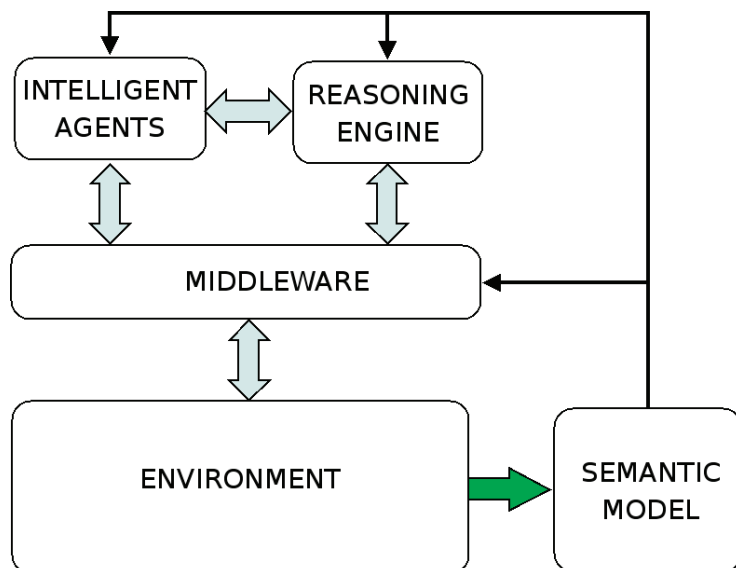 INTELLIGENT
AGENTS
REASONING
ENGINE
MIDDLEWARE
ENVIRONMENT
SEMANTIC
MODEL